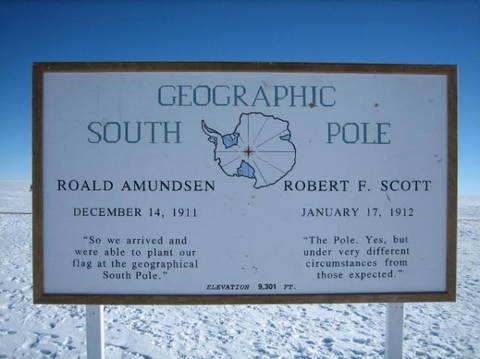 GEOGRAPHIC
SOUTH POLE
ROALD AMUNDSEN
DECEMBER 14, 1911
"So we arrived and
were able to plant our
flag at the geographical
South Pole."
ROBERT F. SCOTT
JANUARY 17, 1912
"The Pole. Yes, but
under very different
circumstances from
those expected."
ELEVATION 9,301 FT.